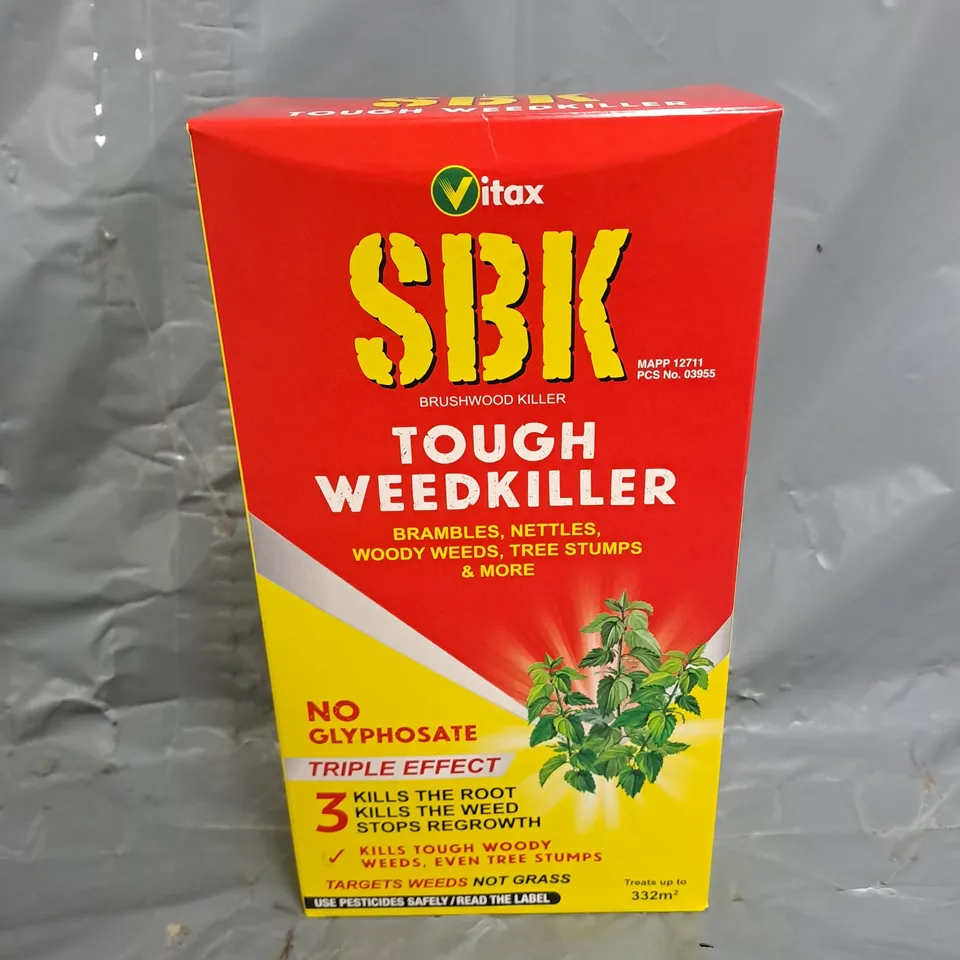 SBK
TOUGH WEEDKILLER
Vitax
SBK
MAPP 12711
PCS No. 03955
BRUSHWOOD KILLER
TOUGH
WEEDKILLER
BRAMBLES, NETTLES,
WOODY WEEDS, TREE STUMPS
& MORE
NO
GLYPHOSATE
TRIPLE EFFECT
3 KILLS THE ROOT
KILLS THE WEED
STOPS REGROWTH
✓ KILLS TOUGH WOODY
WEEDS, EVEN TREE STUMPS
TARGETS WEEDS NOT GRASS
USE PESTICIDES SAFELY/READ THE LABEL
Treats up to
332m²